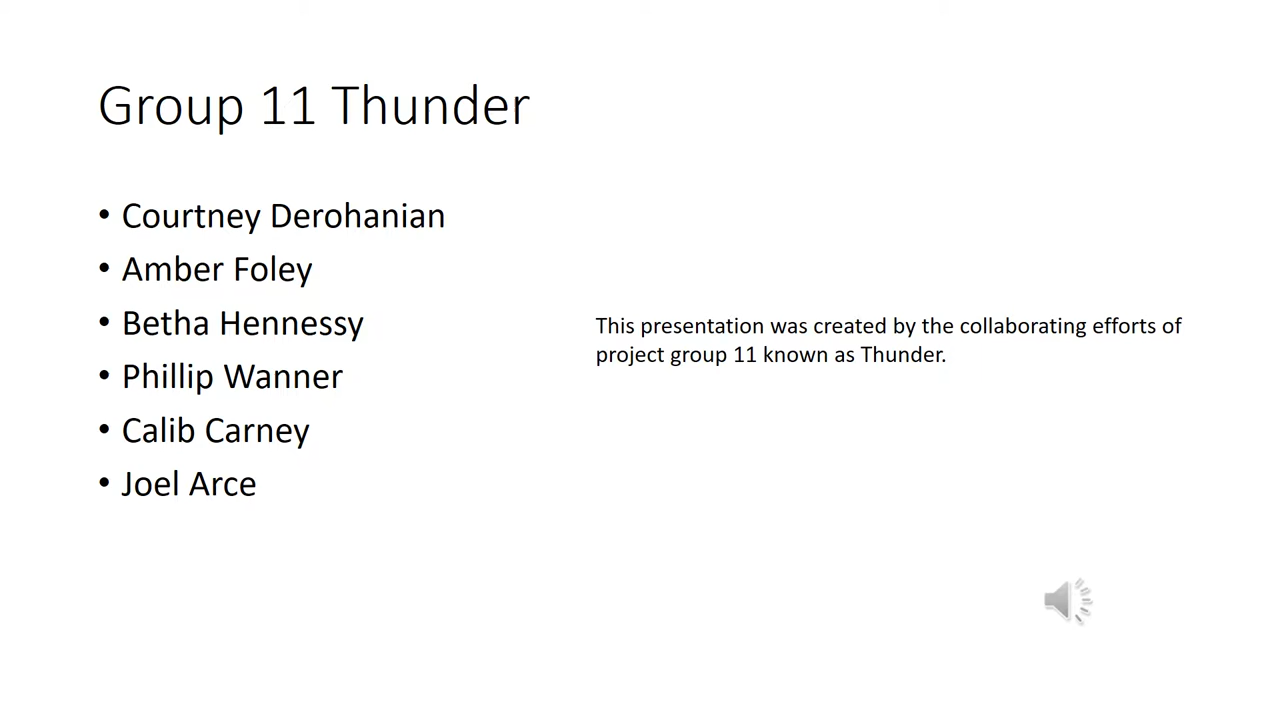 Group 11 Thunder
• Courtney Derohanian
• Amber Foley
• Betha Hennessy
• Phillip Wanner
• Calib Carney
• Joel Arce
This presentation was created by the collaborating efforts of
project group 11 known as Thunder.